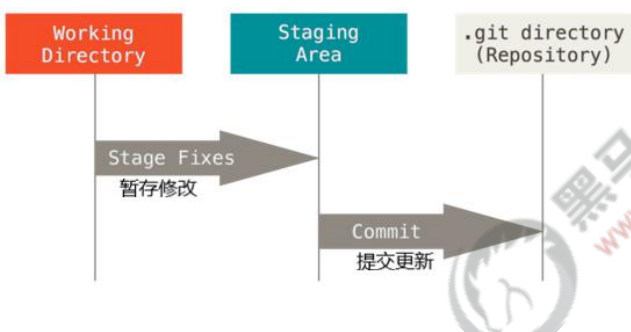 Working
Directory
Staging
Area
.git directory
(Repository)
Stage Fixes
暂存修改
Commit
提交更新
黑马
www